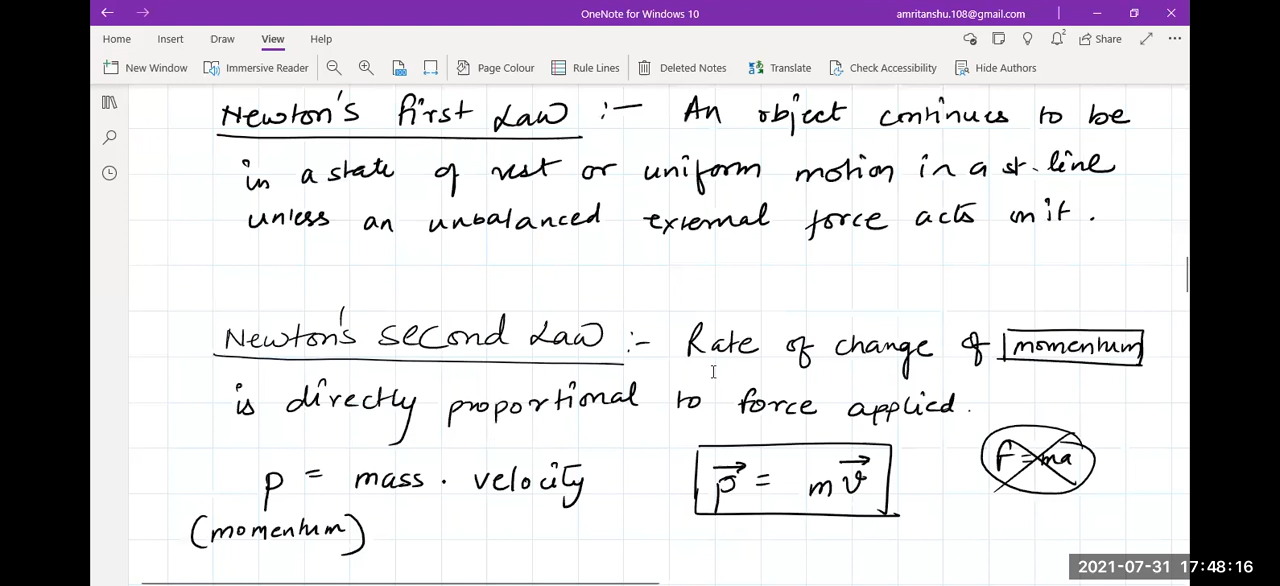 OneNote for Windows 10
amritanshu.108@gmail.com
Home Insert Draw View Help
2 Share
New Window Immersive Reader Page Colour Rule Lines Deleted Notes Translate Check Accessibility Hide Authors
Newton's first Law :- An object continues to be
in a state of rest or uniform motion in a st. line
unless an unbalanced external force acts on it.
Newton's second Law :- Rate of change of momentum
is directly proportional to force applied.
F = ma
p = mass . velocity
p⃗ = mv⃗
(momentum)
2021-07-31 17:48:16